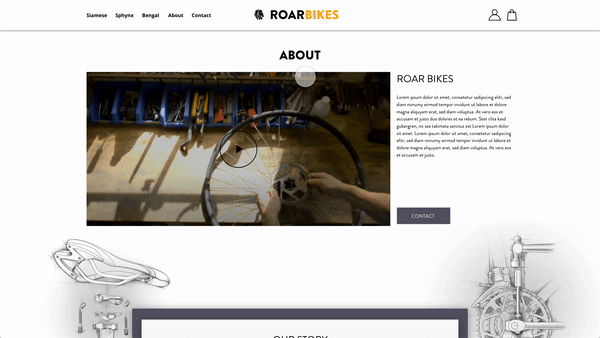 Siamese Sphynx Bengal About Contact
ROARBIKES
ABOUT
ROAR BIKES
Lorem ipsum dolor sit amet, consetetur sadipscing elitr, sed
diam nonumy eirmod tempor invidunt ut labore et dolore
magna aliquyam erat, sed diam voluptua. At vero eos et
accusam et justo duo dolores et ea rebum. Stet clita kasd
gubergren, no sea takimata sanctus est Lorem ipsum dolor
sit amet. Lorem ipsum dolor sit amet, consetetur sadipscing
elitr, sed diam nonumy eirmod tempor invidunt ut labore et
dolore magna aliquyam erat, sed diam voluptua. At vero eos
et accusam et justo.
CONTACT
OUR STORY